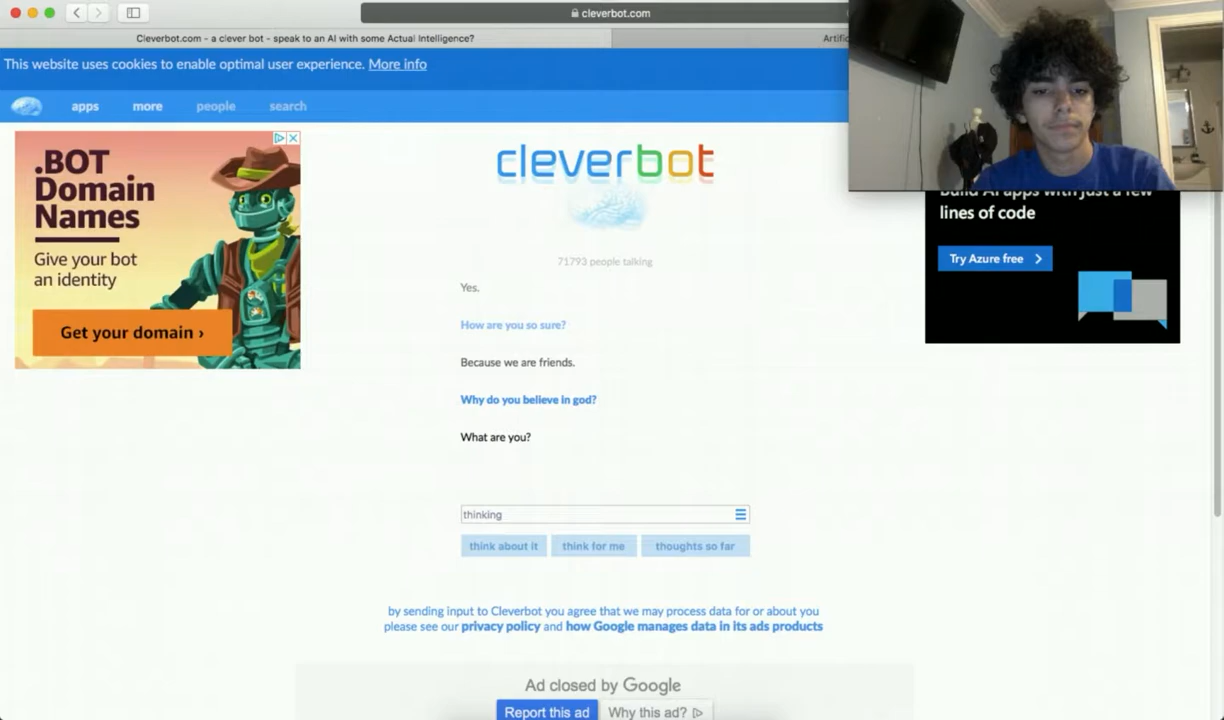 cleverbot.com
Cleverbot.com - a clever bot - speak to an AI with some Actual Intelligence?
This website uses cookies to enable optimal user experience. More info
apps more people search
.BOT
Domain
Names
Give your bot
an identity
Get your domain ›
cleverbot
71793 people talking
Yes.
How are you so sure?
Because we are friends.
Why do you believe in god?
What are you?
thinking
think about it think for me thoughts so far
by sending input to Cleverbot you agree that we may process data for or about you
please see our privacy policy and how Google manages data in its ads products
Ad closed by Google
Report this ad Why this ad?
Build AI apps with just a few
lines of code
Try Azure free